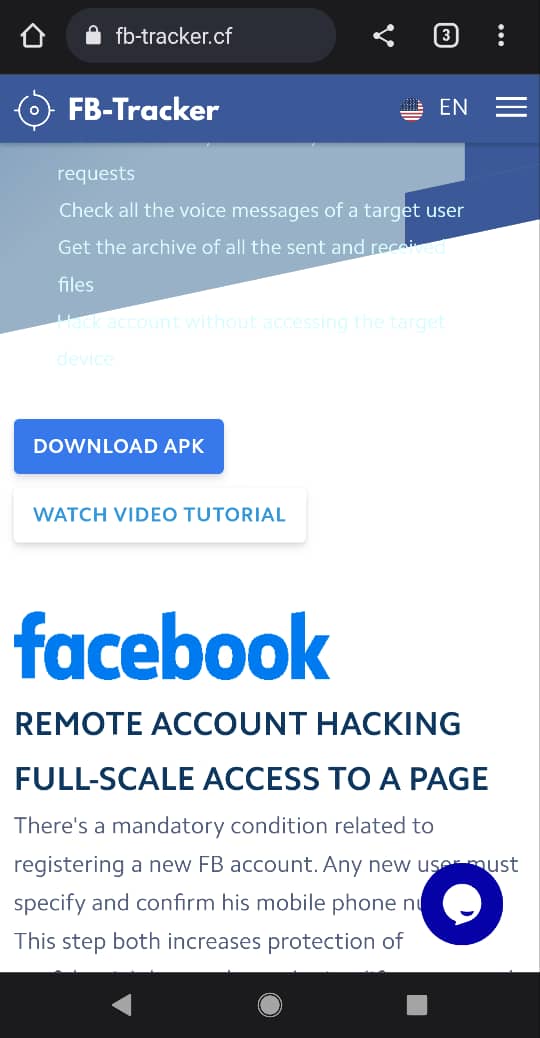 fb-tracker.cf
3
FB-Tracker
EN
requests
Check all the voice messages of a target user
Get the archive of all the sent and received
files
Hack account without accessing the target
device
DOWNLOAD APK
WATCH VIDEO TUTORIAL
facebook
REMOTE ACCOUNT HACKING
FULL-SCALE ACCESS TO A PAGE
There's a mandatory condition related to
registering a new FB account. Any new user must
specify and confirm his mobile phone
This step both increases protection of